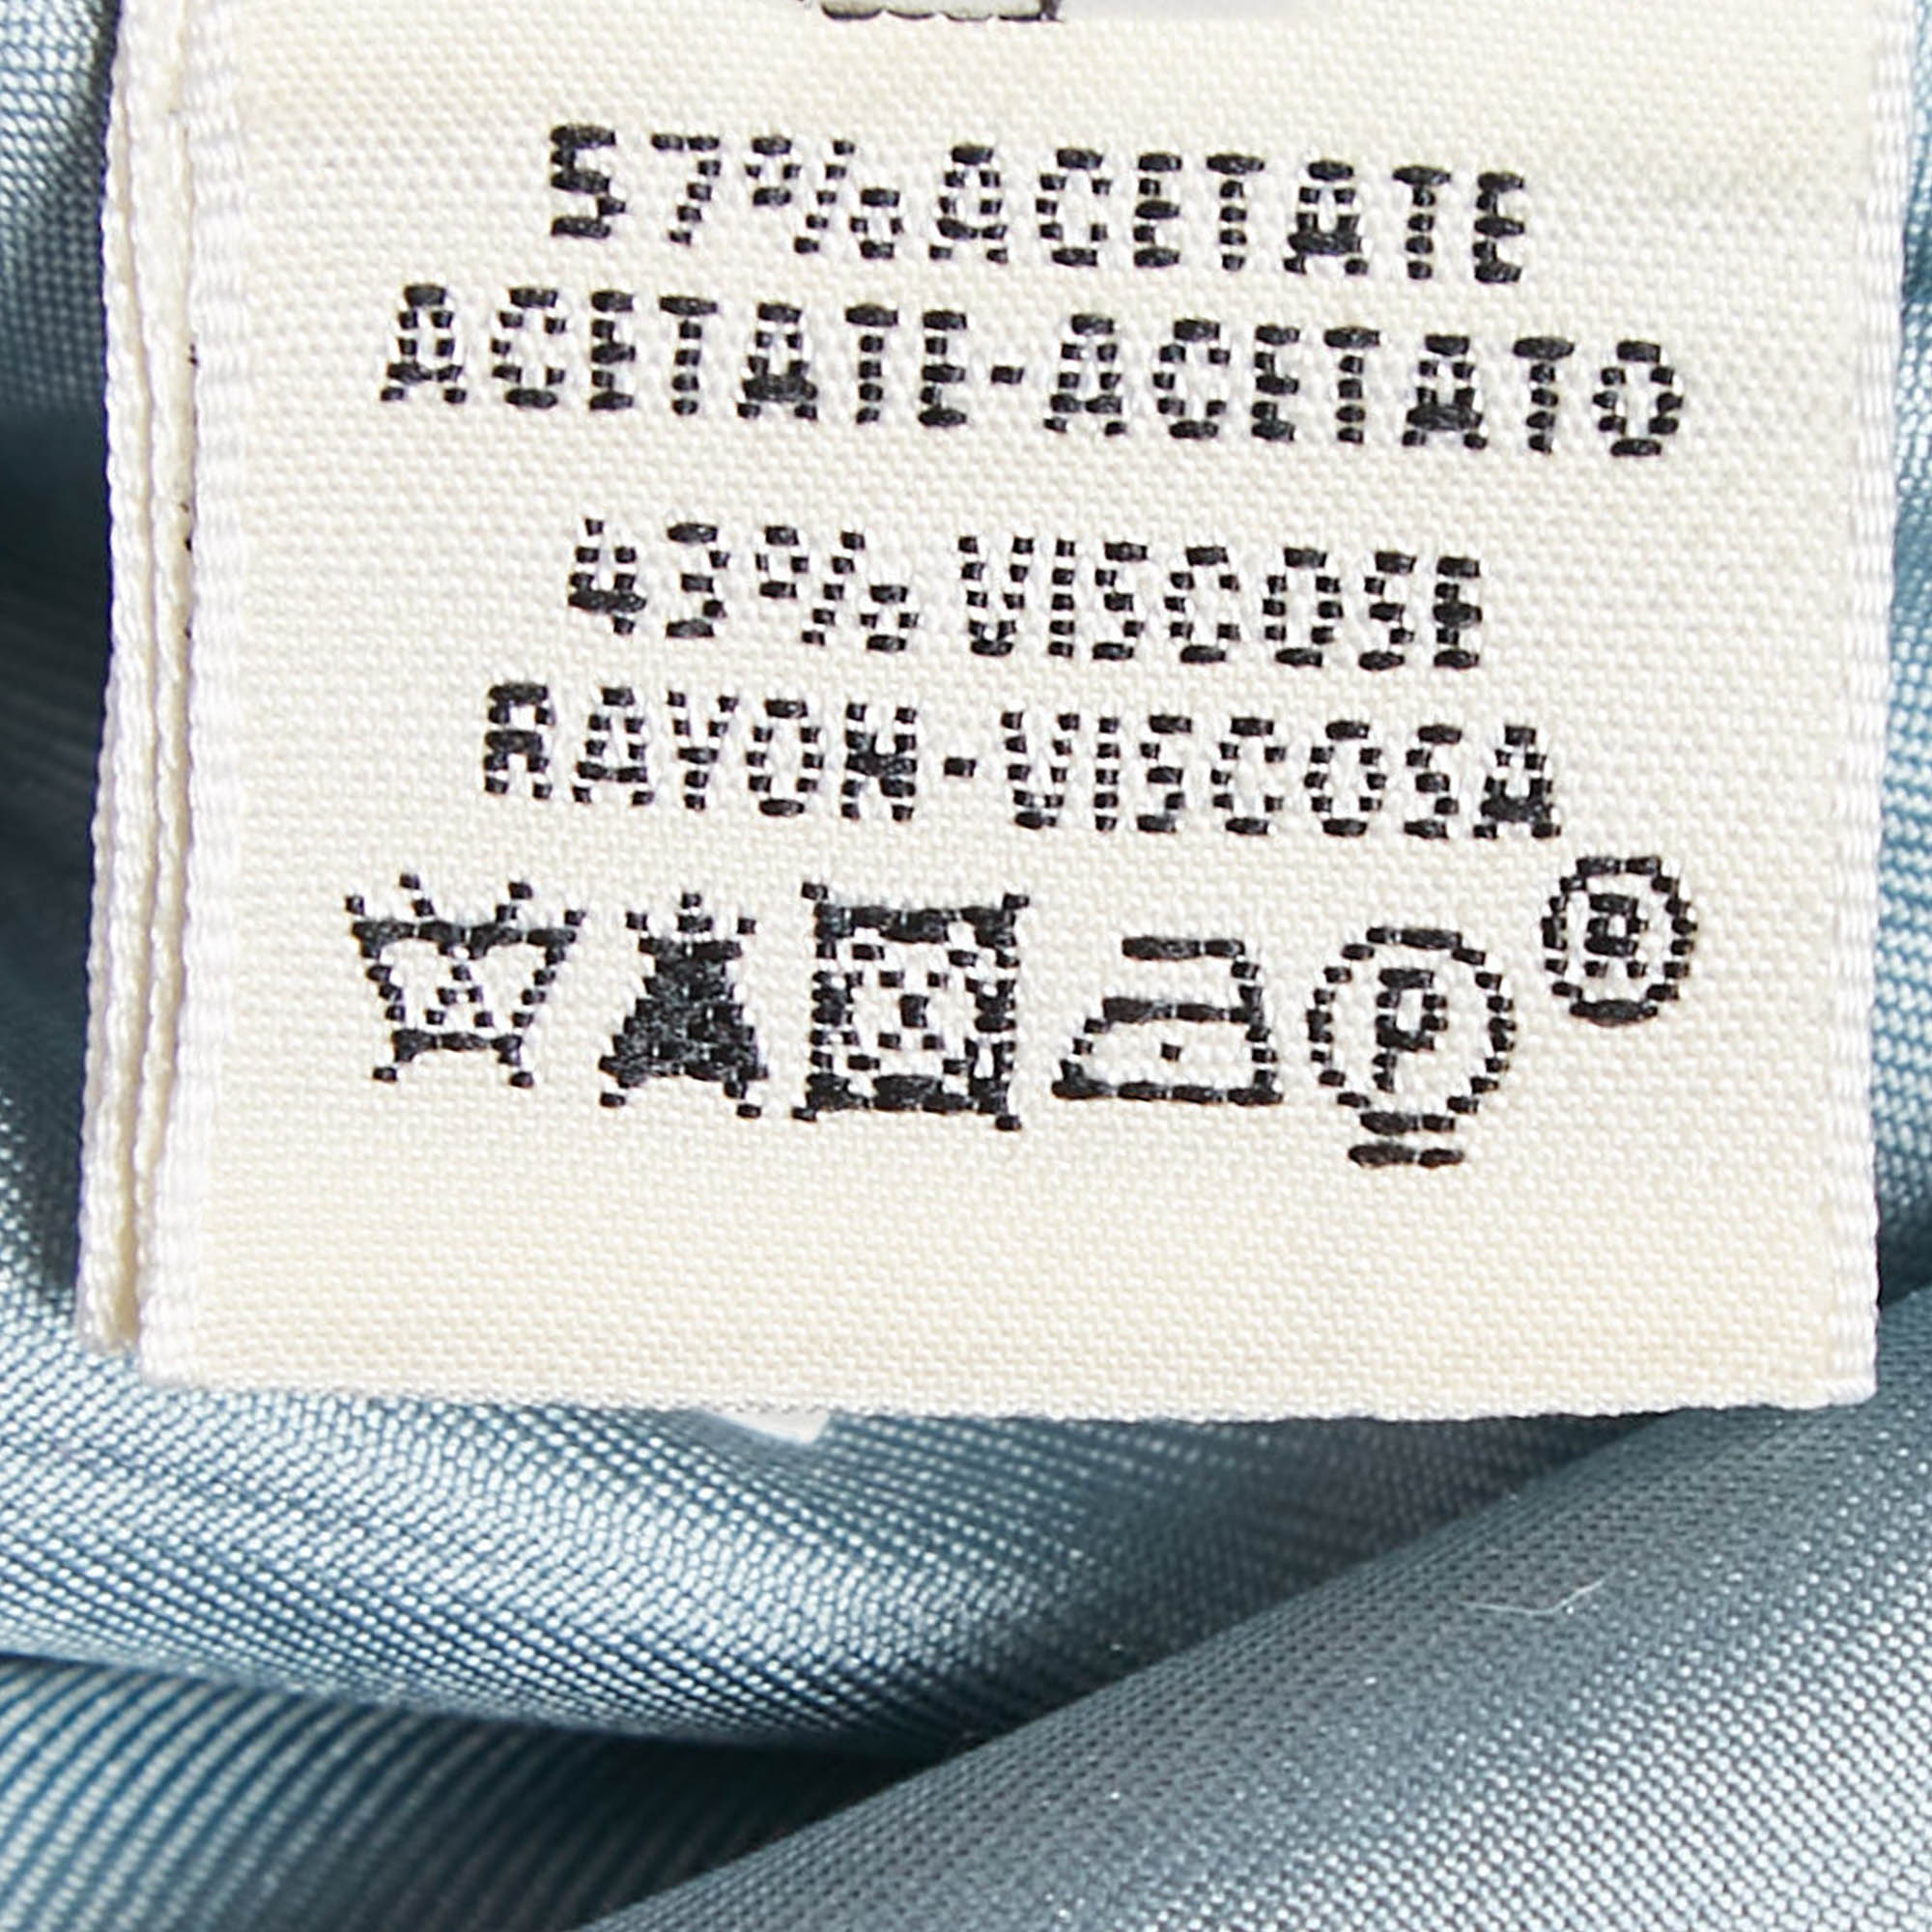 57% ACETATE
ACETATE-ACETATO
43% VISCOSE
RAYON-VISCOSA
P ®